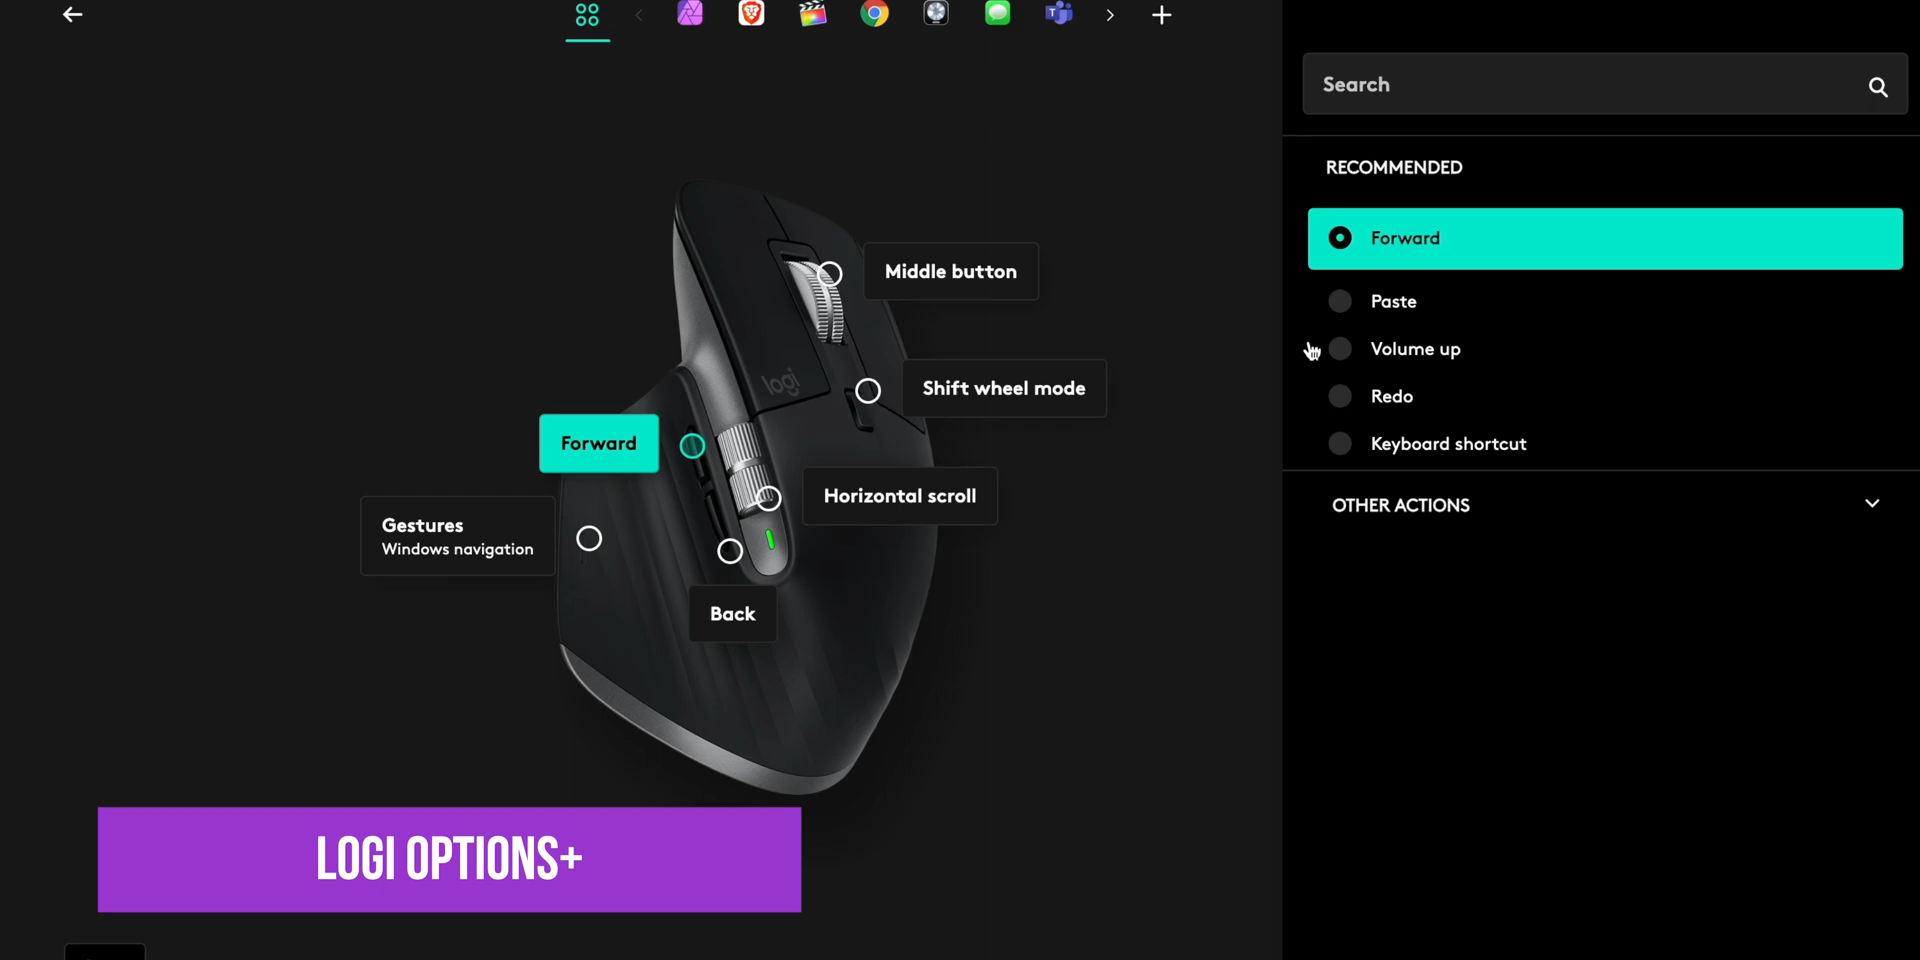 Search
RECOMMENDED
Forward
Paste
Volume up
Redo
Keyboard shortcut
OTHER ACTIONS
Middle button
logi
Shift wheel mode
Forward
Horizontal scroll
Gestures
Windows navigation
Back
LOGI OPTIONS+